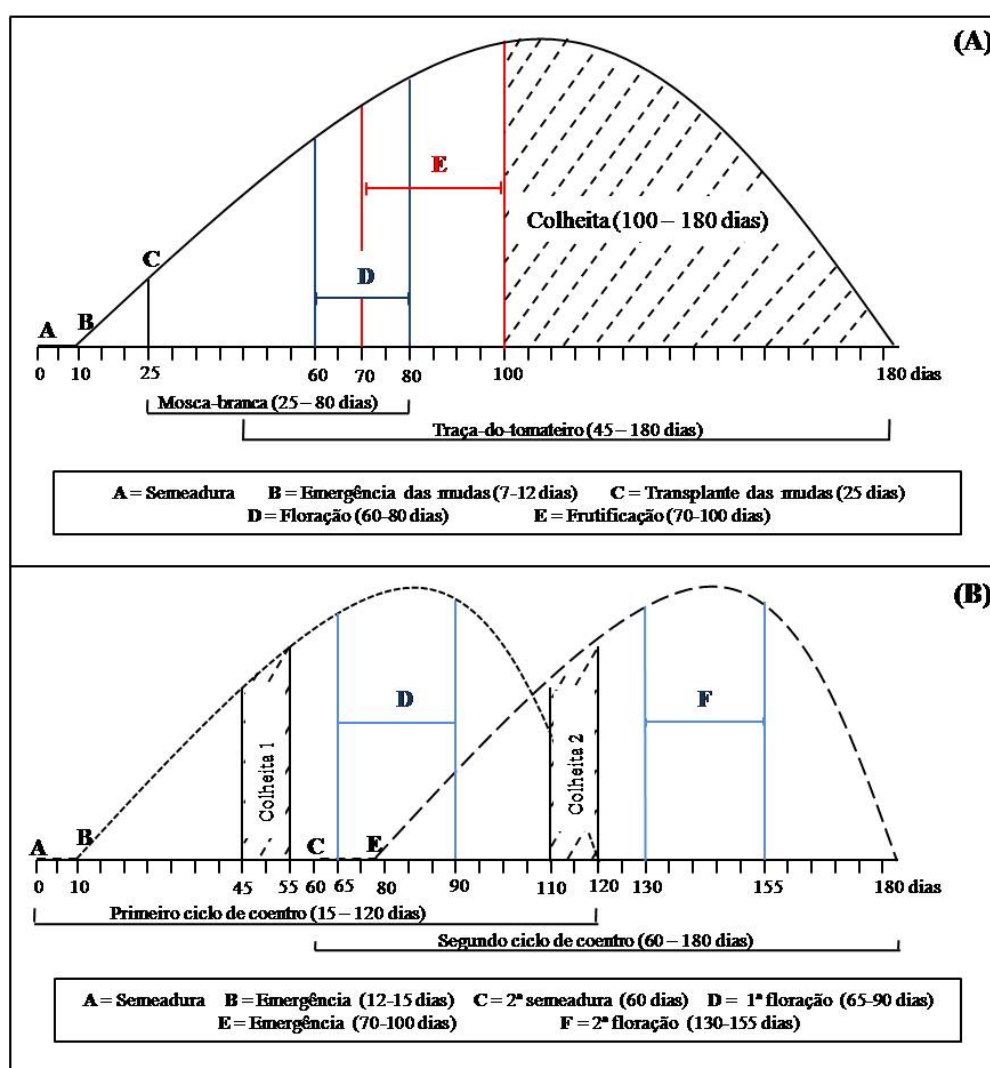 (A)
E
Colheita (100 – 180 dias)
D
C
A B
0 10 25 60 70 80 100 180 dias
Mosca-branca (25 – 80 dias)
Traça-do-tomateiro (45 – 180 dias)
A = Semeadura B = Emergência das mudas (7-12 dias) C = Transplante das mudas (25 dias)
D = Floração (60-80 dias) E = Frutificação (70-100 dias)
(B)
D F
Colheita 1
Colheita 2
A B C E
0 10 45 55 60 65 80 90 110 120 130 155 180 dias
Primeiro ciclo de coentro (15 – 120 dias)
Segundo ciclo de coentro (60 – 180 dias)
A = Semeadura B = Emergência (12-15 dias) C = 2ª semeadura (60 dias) D = 1ª floração (65-90 dias)
E = Emergência (70-100 dias) F = 2ª floração (130-155 dias)